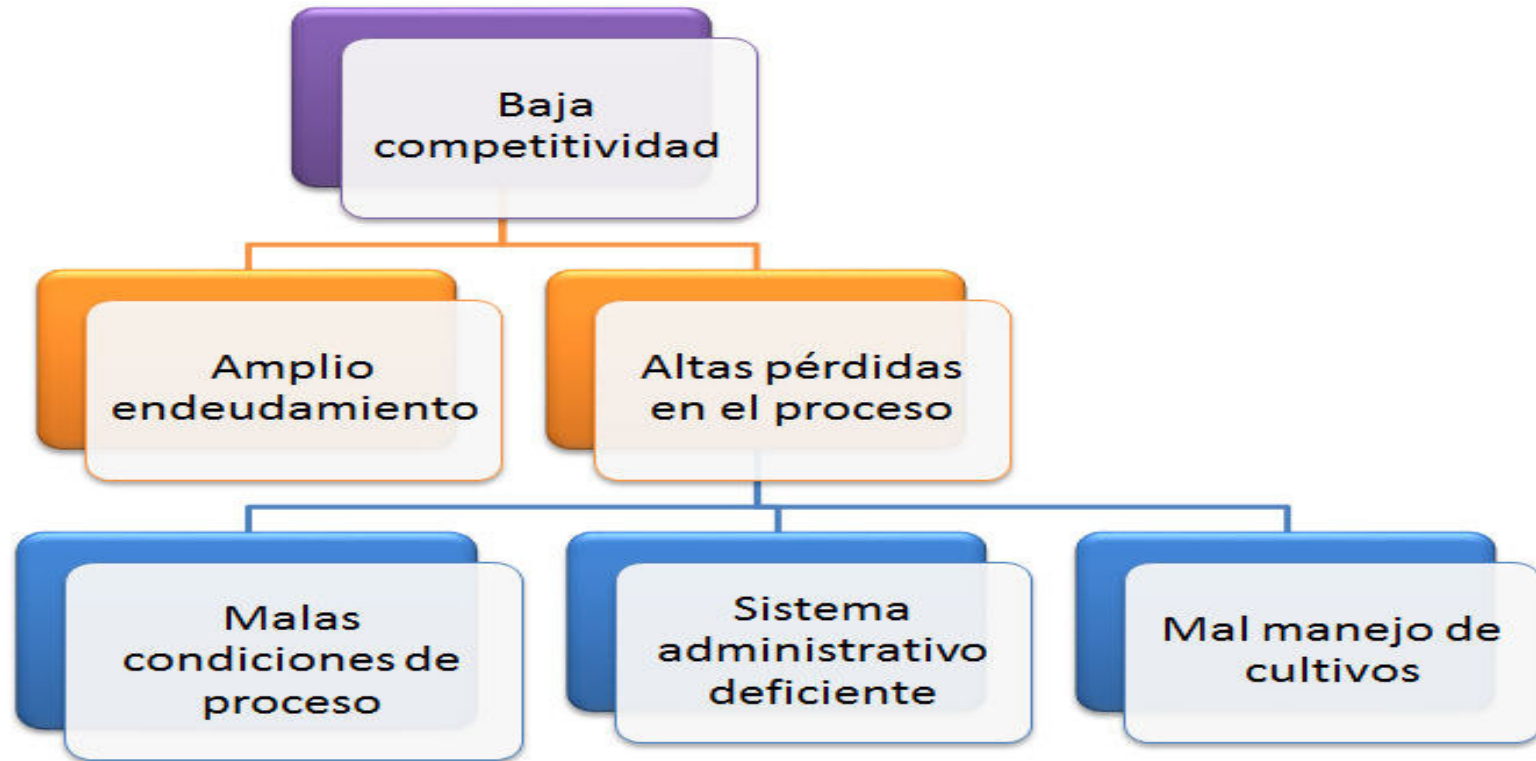 Baja
competitividad
Amplio
endeudamiento
Altas pérdidas
en el proceso
Malas
condiciones de
proceso
Sistema
administrativo
deficiente
Mal manejo de
cultivos